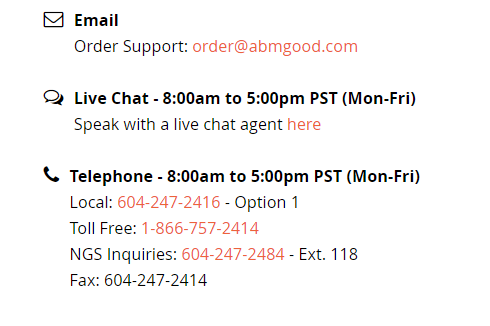 Email
Order Support: order@abmgood.com
Live Chat - 8:00am to 5:00pm PST (Mon-Fri)
Speak with a live chat agent here
Telephone - 8:00am to 5:00pm PST (Mon-Fri)
Local: 604-247-2416 - Option 1
Toll Free: 1-866-757-2414
NGS Inquiries: 604-247-2484 - Ext. 118
Fax: 604-247-2414